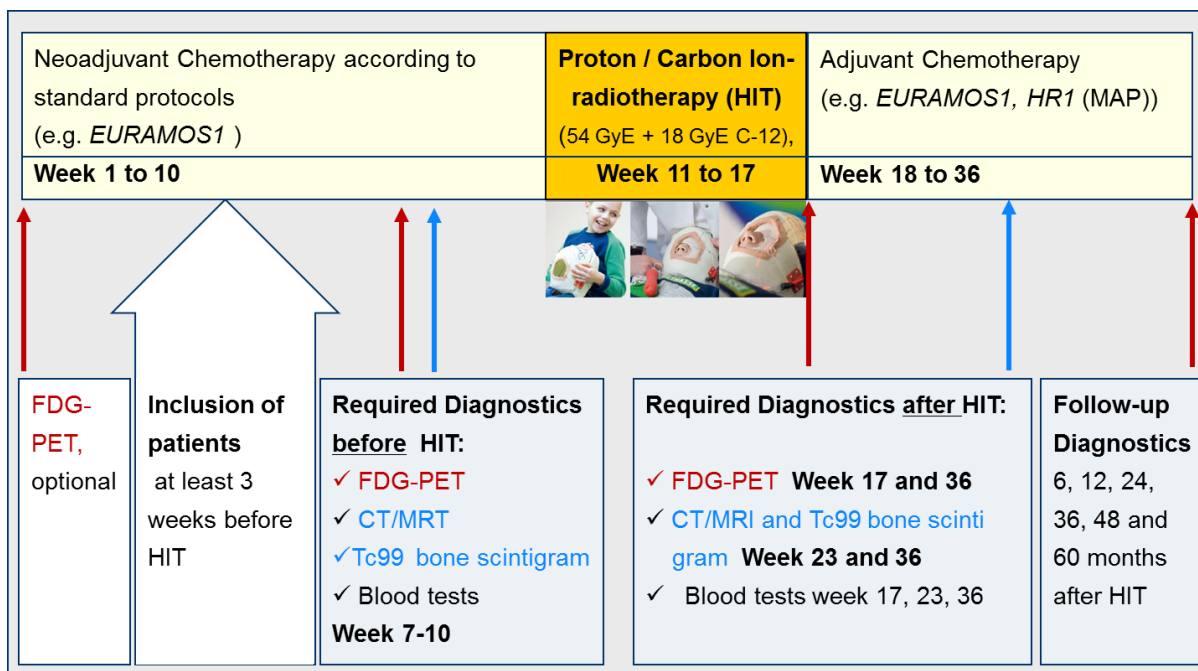 Neoadjuvant Chemotherapy according to
standard protocols
(e.g. EURAMOS1 )
Week 1 to 10
Proton / Carbon Ion-
radiotherapy (HIT)
(54 GyE + 18 GyE C-12),
Week 11 to 17
Adjuvant Chemotherapy
(e.g. EURAMOS1, HR1 (MAP))
Week 18 to 36
FDG-
PET,
optional
Inclusion of
patients
at least 3
weeks before
HIT
Required Diagnostics
before HIT:
✓ FDG-PET
✓ CT/MRT
✓Tc99 bone scintigram
✓ Blood tests
Week 7-10
Required Diagnostics after HIT:
✓ FDG-PET Week 17 and 36
✓ CT/MRI and Tc99 bone scinti
gram Week 23 and 36
✓ Blood tests week 17, 23, 36
Follow-up
Diagnostics
6, 12, 24,
36, 48 and
60 months
after HIT